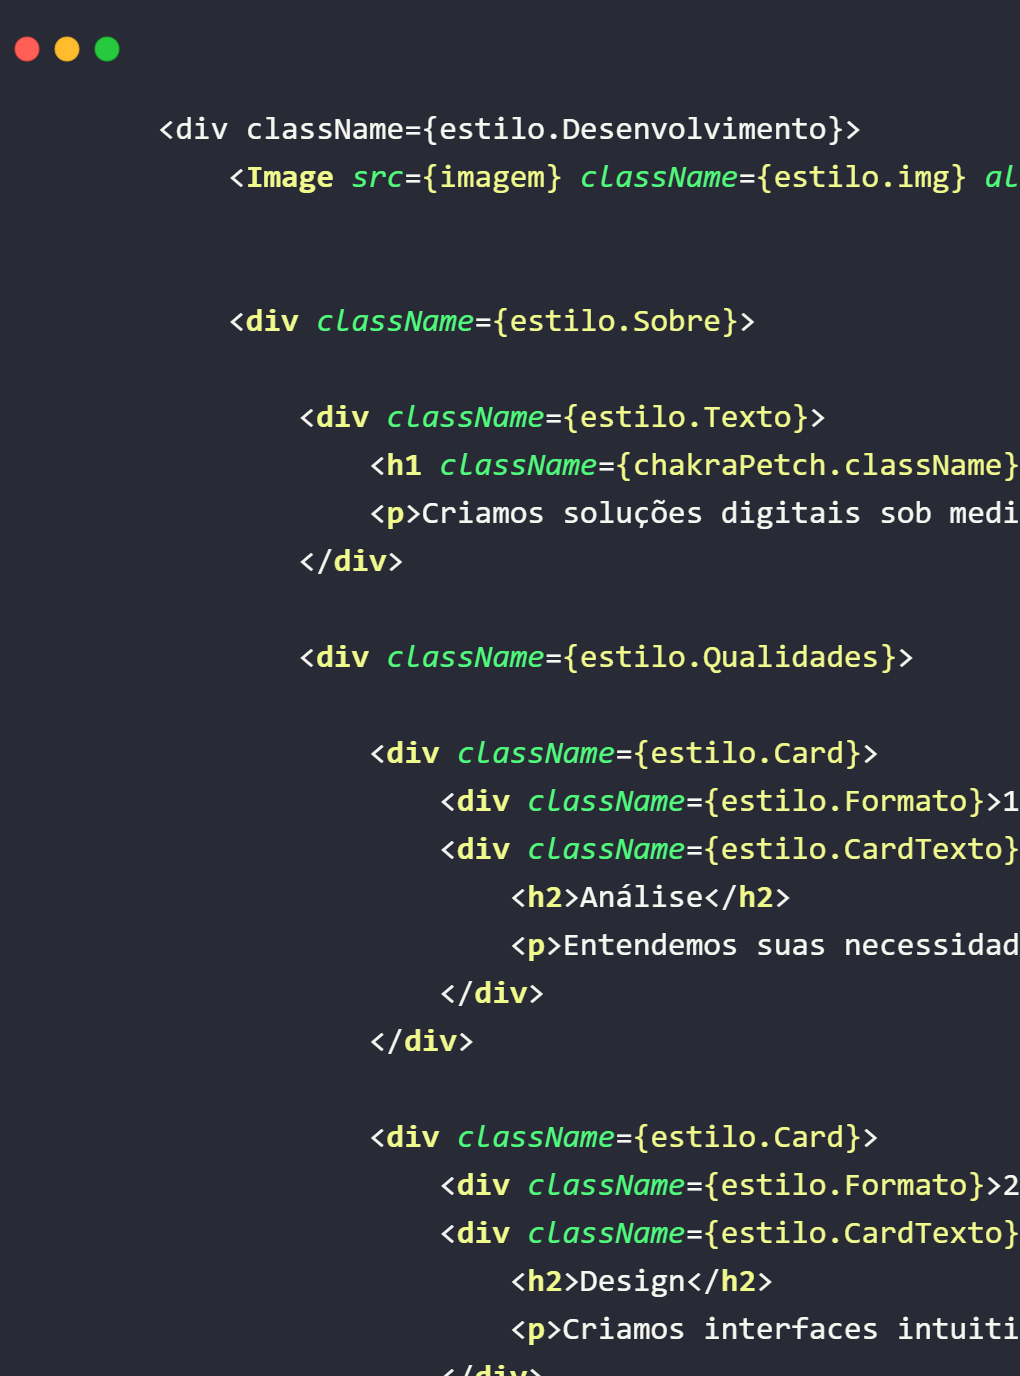 <div className={estilo.Desenvolvimento}>
<Image src={imagem} className={estilo.img} al
<div className={estilo.Sobre}>
<div className={estilo.Texto}>
<h1 className={chakraPetch.className}
<p>Criamos soluções digitais sob medi
</div>
<div className={estilo.Qualidades}>
<div className={estilo.Card}>
<div className={estilo.Formato}>1
<div className={estilo.CardTexto}
<h2>Análise</h2>
<p>Entendemos suas necessidad
</div>
</div>
<div className={estilo.Card}>
<div className={estilo.Formato}>2
<div className={estilo.CardTexto}
<h2>Design</h2>
<p>Criamos interfaces intuiti
</div>